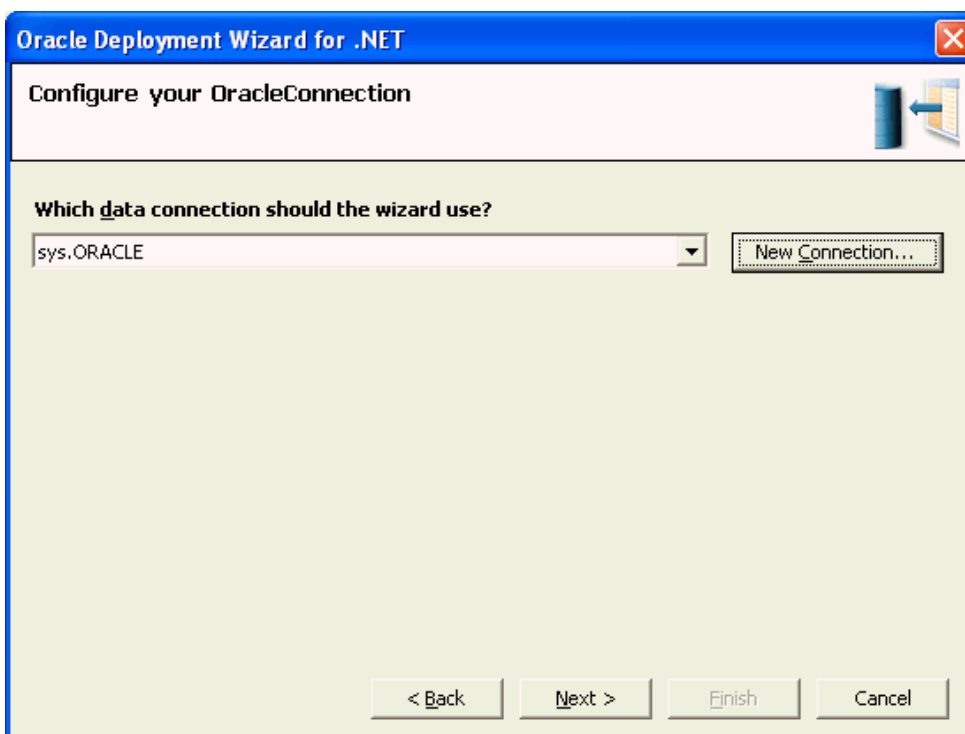 Oracle Deployment Wizard for .NET
Configure your OracleConnection
Which data connection should the wizard use?
sys.ORACLE
New Connection...
< Back
Next >
Finish
Cancel